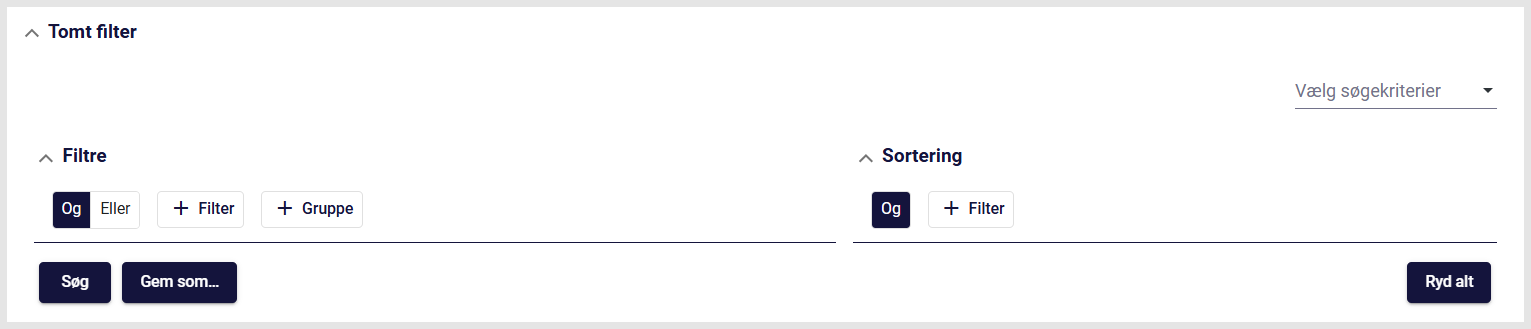 Tomt filter
Vælg søgekriterier
Filtre
Sortering
Og Eller + Filter + Gruppe
Og + Filter
Søg Gem som... Ryd alt